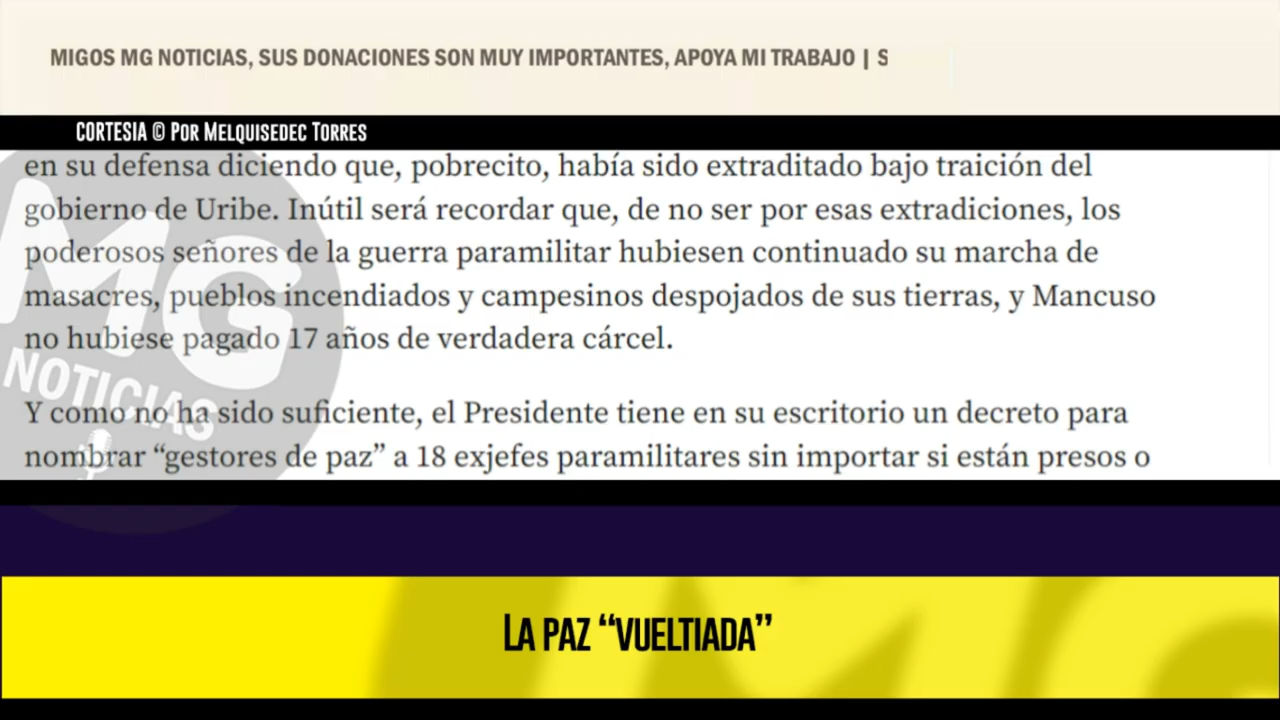 MIGOS MG NOTICIAS, SUS DONACIONES SON MUY IMPORTANTES, APOYA MI TRABAJO | S
CORTESIA © POR MELQUISEDEC TORRES
en su defensa diciendo que, pobrecito, había sido extraditado bajo traición del
gobierno de Uribe. Inútil será recordar que, de no ser por esas extradiciones, los
poderosos señores de la guerra paramilitar hubiesen continuado su marcha de
masacres, pueblos incendiados y campesinos despojados de sus tierras, y Mancuso
no hubiese pagado 17 años de verdadera cárcel.
Y como no ha sido suficiente, el Presidente tiene en su escritorio un decreto para
nombrar “gestores de paz” a 18 exjefes paramilitares sin importar si están presos o
MG
NOTICIAS
LA PAZ “VUELTIADA”